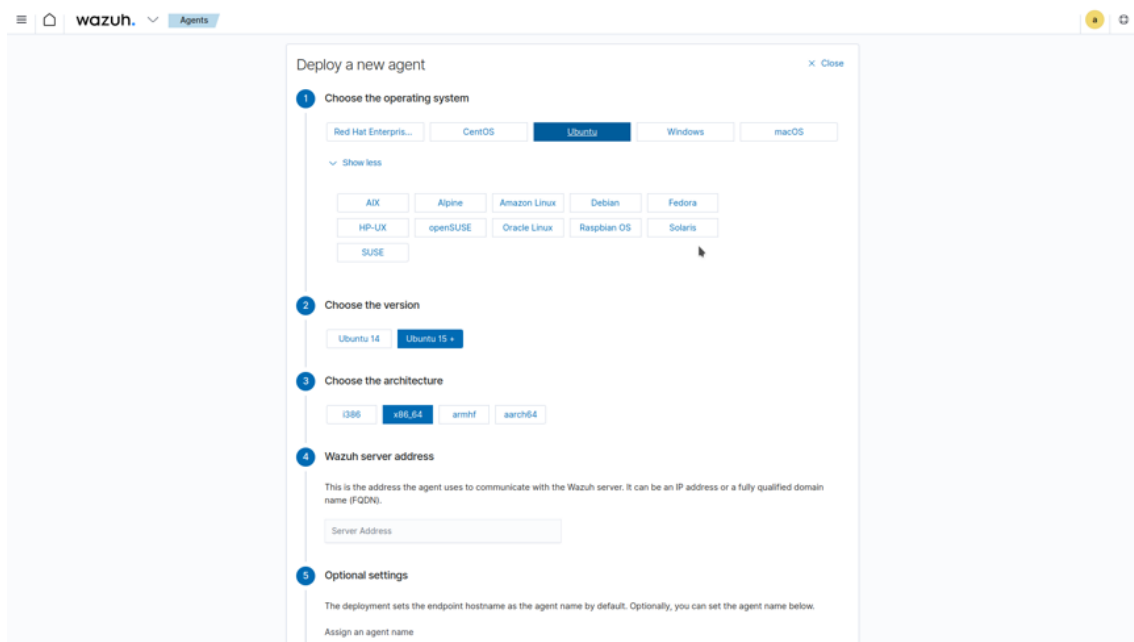 wazuh. Agents a
Deploy a new agent × Close
1 Choose the operating system
Red Hat Enterpris... CentOS Ubuntu Windows macOS
Show less
AIX Alpine Amazon Linux Debian Fedora
HP-UX openSUSE Oracle Linux Raspbian OS Solaris
SUSE
2 Choose the version
Ubuntu 14 Ubuntu 15 +
3 Choose the architecture
i386 x86_64 armhf aarch64
4 Wazuh server address
This is the address the agent uses to communicate with the Wazuh server. It can be an IP address or a fully qualified domain
name (FQDN).
Server Address
5 Optional settings
The deployment sets the endpoint hostname as the agent name by default. Optionally, you can set the agent name below.
Assign an agent name